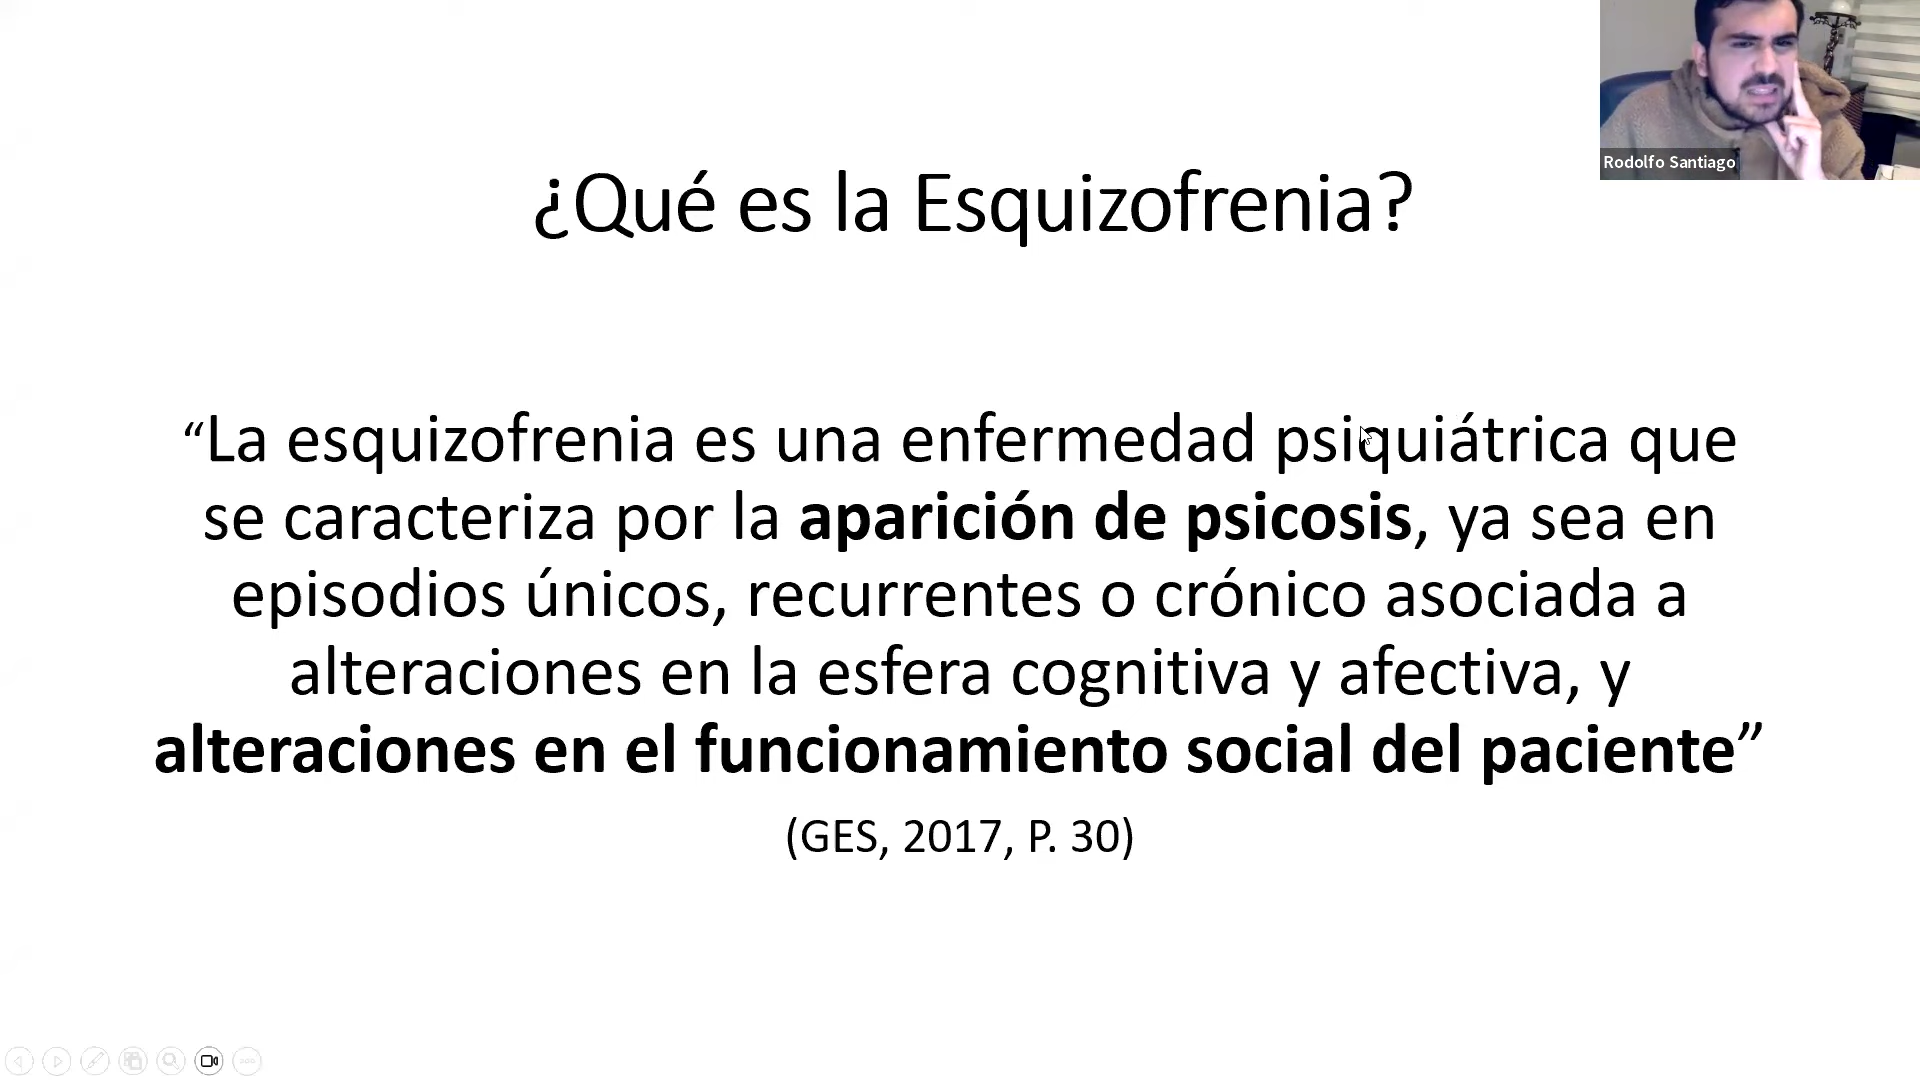 Rodolfo Santiago
¿Qué es la Esquizofrenia?
“La esquizofrenia es una enfermedad psiquiátrica que
se caracteriza por la aparición de psicosis, ya sea en
episodios únicos, recurrentes o crónico asociada a
alteraciones en la esfera cognitiva y afectiva, y
alteraciones en el funcionamiento social del paciente”
(GES, 2017, P. 30)